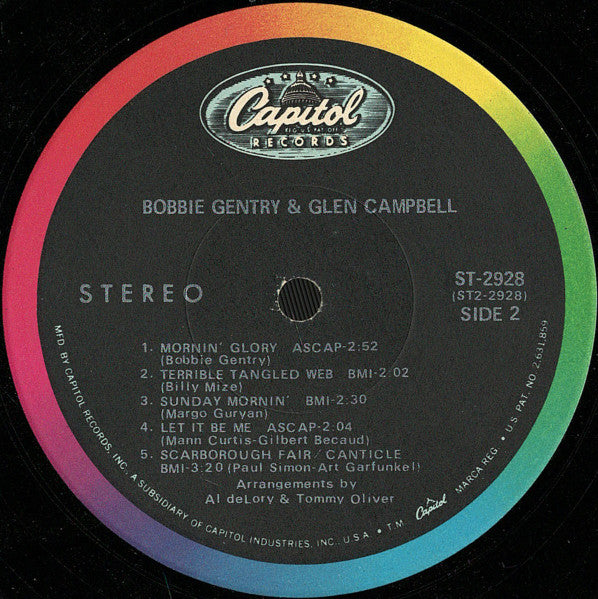 Capitol
REG. U.S. PAT. OFF.
RECORDS
BOBBIE GENTRY & GLEN CAMPBELL
STEREO
ST-2928
(ST2-2928)
SIDE 2
1. MORNIN' GLORY ASCAP-2:52
(Bobbie Gentry)
2. TERRIBLE TANGLED WEB BMI-2:02
(Billy Mize)
3. SUNDAY MORNIN' BMI-2:30
(Margo Guryan)
4. LET IT BE ME ASCAP-2:04
(Mann Curtis-Gilbert Becaud)
5. SCARBOROUGH FAIR/CANTICLE
BMI-3:20 (Paul Simon-Art Garfunkel)
Arrangements by
Al deLory & Tommy Oliver
MFD. BY CAPITOL RECORDS, INC., A SUBSIDIARY OF CAPITOL INDUSTRIES, INC., U.S.A. • T.M. Capitol MARCA REG. • U.S. PAT. NO. 2,631,859